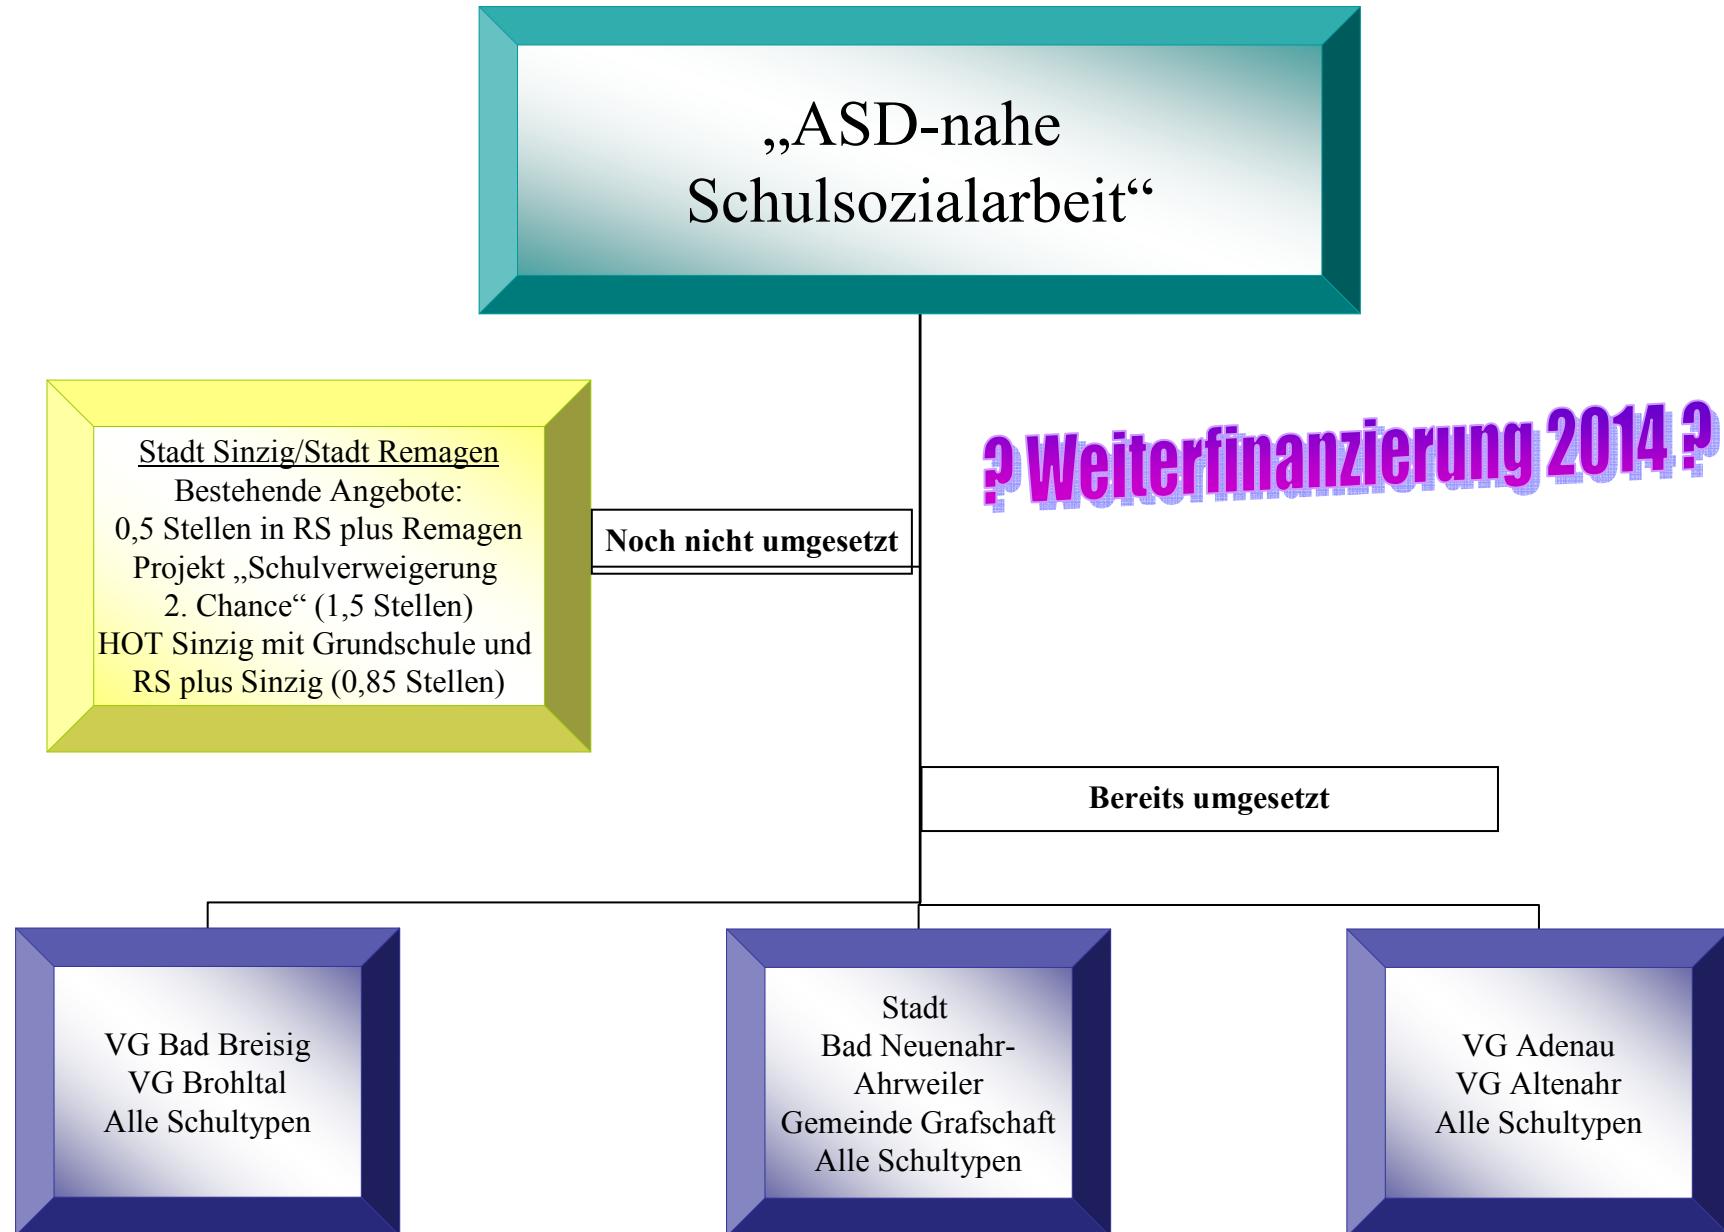 „ASD-nahe
Schulsozialarbeit“
Stadt Sinzig/Stadt Remagen
Bestehende Angebote:
0,5 Stellen in RS plus Remagen
Projekt „Schulverweigerung
2. Chance“ (1,5 Stellen)
HOT Sinzig mit Grundschule und
RS plus Sinzig (0,85 Stellen)
? Weiterfinanzierung 2014 ?
Noch nicht umgesetzt
Bereits umgesetzt
VG Bad Breisig
VG Brohltal
Alle Schultypen
Stadt
Bad Neuenahr-
Ahrweiler
Gemeinde Grafschaft
Alle Schultypen
VG Adenau
VG Altenahr
Alle Schultypen